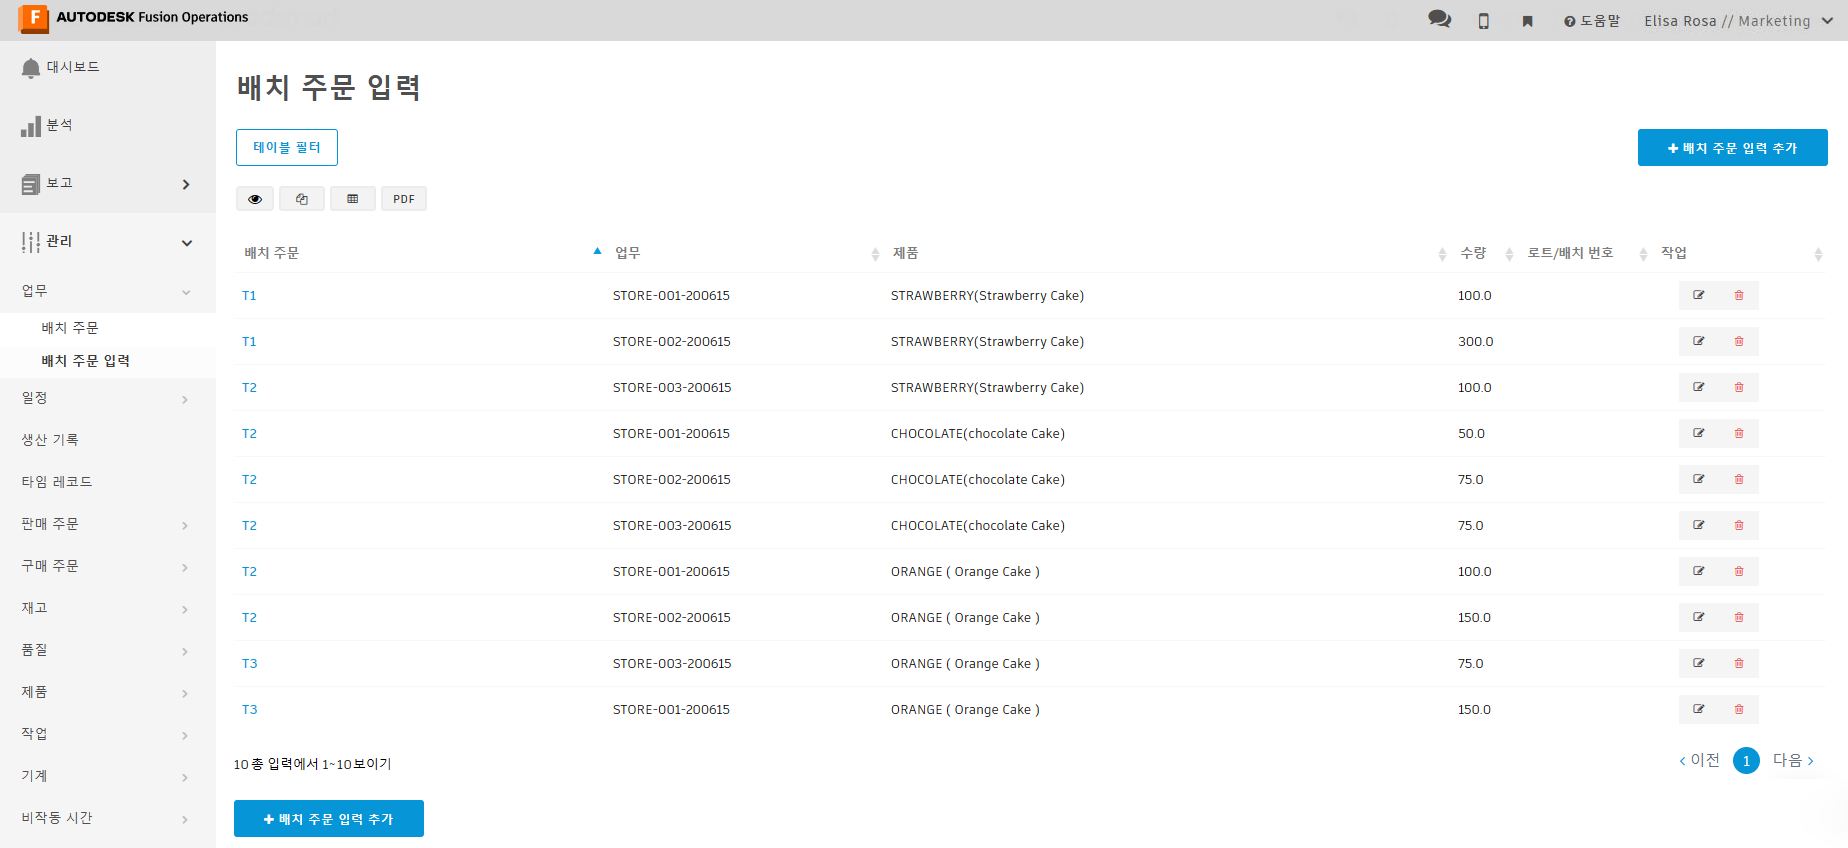 F AUTODESK Fusion Operations
도움말
Elisa Rosa // Marketing
대시보드
분석
보고
관리
업무
배치 주문
배치 주문 입력
일정
생산 기록
타임 레코드
판매 주문
구매 주문
재고
품질
제품
작업
기계
비작동 시간
배치 주문 입력
테이블 필터
배치 주문 입력 추가
PDF
배치 주문 업무 제품 수량 로트/배치 번호 작업
T1 STORE-001-200615 STRAWBERRY(Strawberry Cake) 100.0
T1 STORE-002-200615 STRAWBERRY(Strawberry Cake) 300.0
T2 STORE-003-200615 STRAWBERRY(Strawberry Cake) 100.0
T2 STORE-001-200615 CHOCOLATE(chocolate Cake) 50.0
T2 STORE-002-200615 CHOCOLATE(chocolate Cake) 75.0
T2 STORE-003-200615 CHOCOLATE(chocolate Cake) 75.0
T2 STORE-001-200615 ORANGE ( Orange Cake ) 100.0
T2 STORE-002-200615 ORANGE ( Orange Cake ) 150.0
T3 STORE-003-200615 ORANGE ( Orange Cake ) 75.0
T3 STORE-001-200615 ORANGE ( Orange Cake ) 150.0
10 총 입력에서 1~10 보이기
이전 1 다음
배치 주문 입력 추가